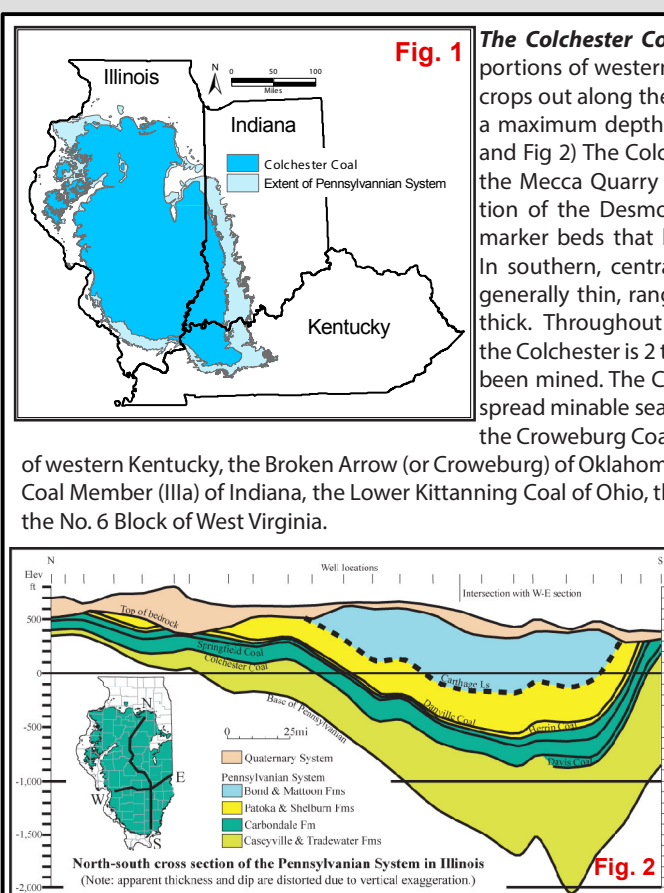 Fig. 1
Illinois
N
0 50 100
Miles
Indiana
Colchester Coal
Extent of Pennsylvannian System
Kentucky
The Colchester Co
portions of western
crops out along the
a maximum depth
and Fig 2) The Colc
the Mecca Quarry
tion of the Desmo
marker beds that
In southern, centra
generally thin, rang
thick. Throughout
the Colchester is 2 t
been mined. The C
spread minable sea
the Croweburg Coa
of western Kentucky, the Broken Arrow (or Croweburg) of Oklahom
Coal Member (IIIa) of Indiana, the Lower Kittanning Coal of Ohio, th
the No. 6 Block of West Virginia.
N
S
Elev
ft
Well locations
Intersection with W-E section
500
0
-500
-1,000
-1,500
-2,000
Top of bedrock
Springfield Coal
Colchester Coal
Base of Pennsylvanian
Carthage Ls.
Danville Coal
Herrin Coal
Davis Coal
N
E
W
S
0 25mi
Quaternary System
Pennsylvanian System
Bond & Mattoon Fms
Patoka & Shelburn Fms
Carbondale Fm
Caseyville & Tradewater Fms
North-south cross section of the Pennsylvanian System in Illinois
(Note: apparent thickness and dip are distorted due to vertical exaggeration.)
Fig. 2